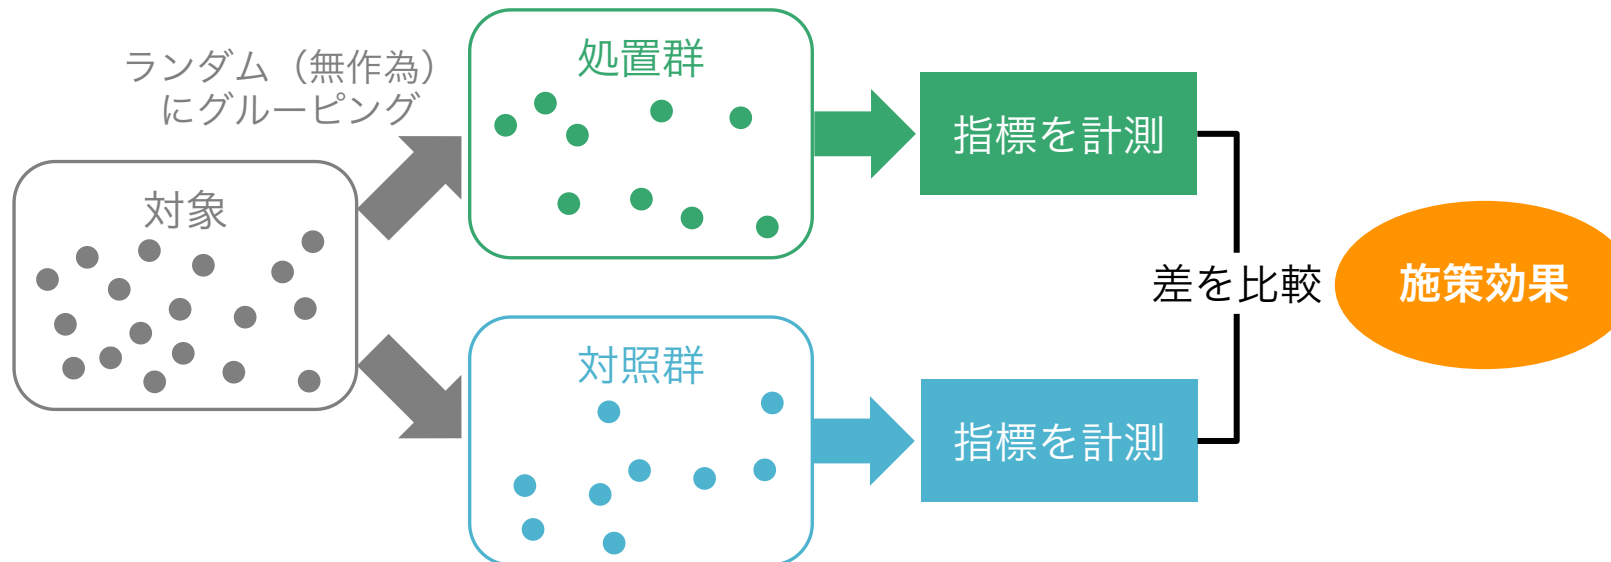 ランダム（無作為）
にグルーピング
対象
処置群
指標を計測
対照群
指標を計測
差を比較
施策効果